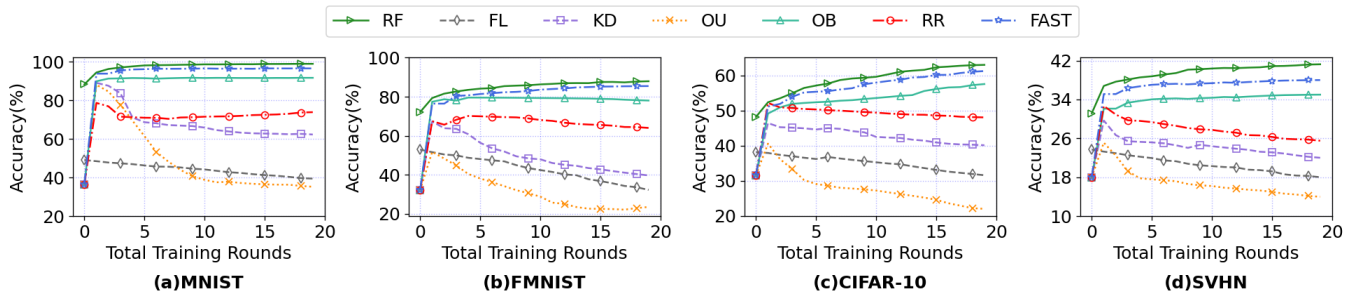 RF FL KD OU OB RR FAST
Accuracy(%)
100
80
60
40
20
0 5 10 15 20
Total Training Rounds
(a)MNIST
Accuracy(%)
100
80
60
40
20
0 5 10 15 20
Total Training Rounds
(b)FMNIST
Accuracy(%)
60
50
40
30
20
0 5 10 15 20
Total Training Rounds
(c)CIFAR-10
Accuracy(%)
42
34
26
18
10
0 5 10 15 20
Total Training Rounds
(d)SVHN